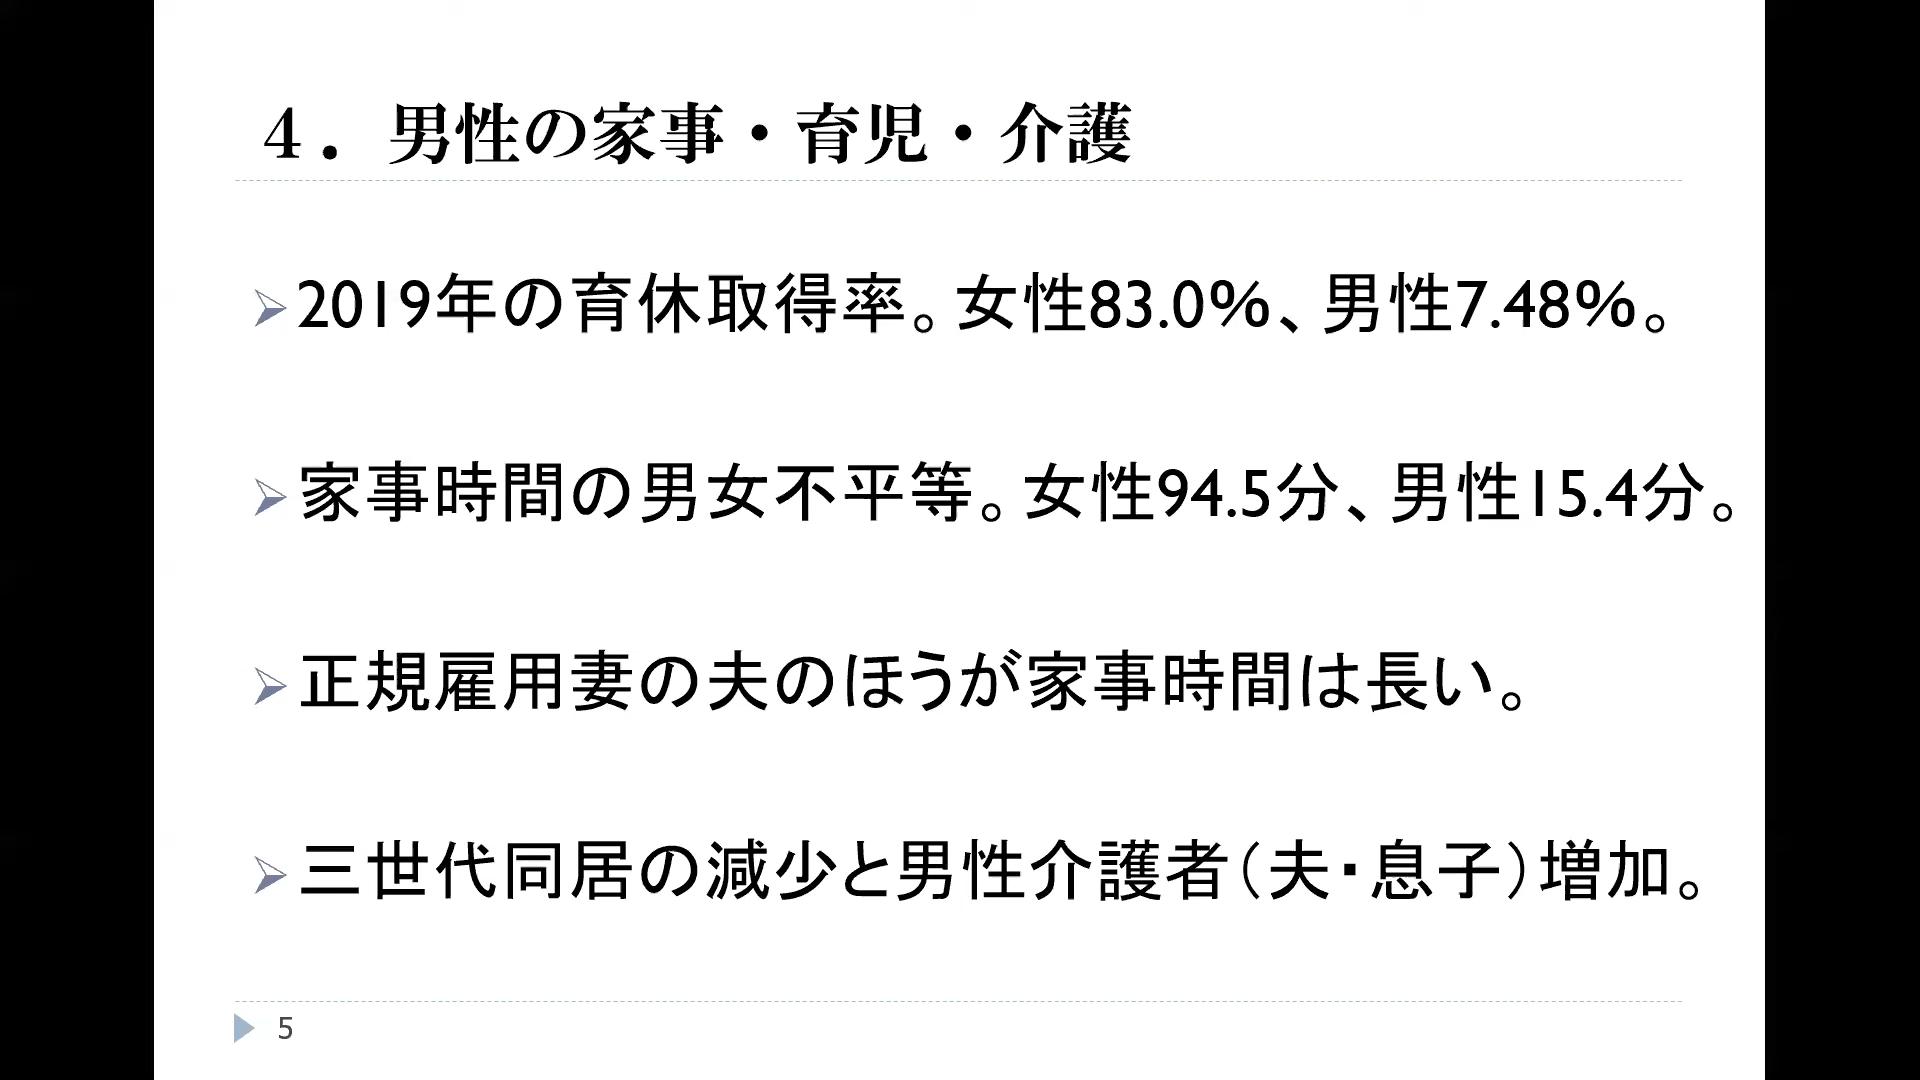 ４．男性の家事・育児・介護
2019年の育休取得率。女性83.0％、男性7.48％。
家事時間の男女不平等。女性94.5分、男性15.4分。
正規雇用妻の夫のほうが家事時間は長い。
三世代同居の減少と男性介護者（夫・息子）増加。
5